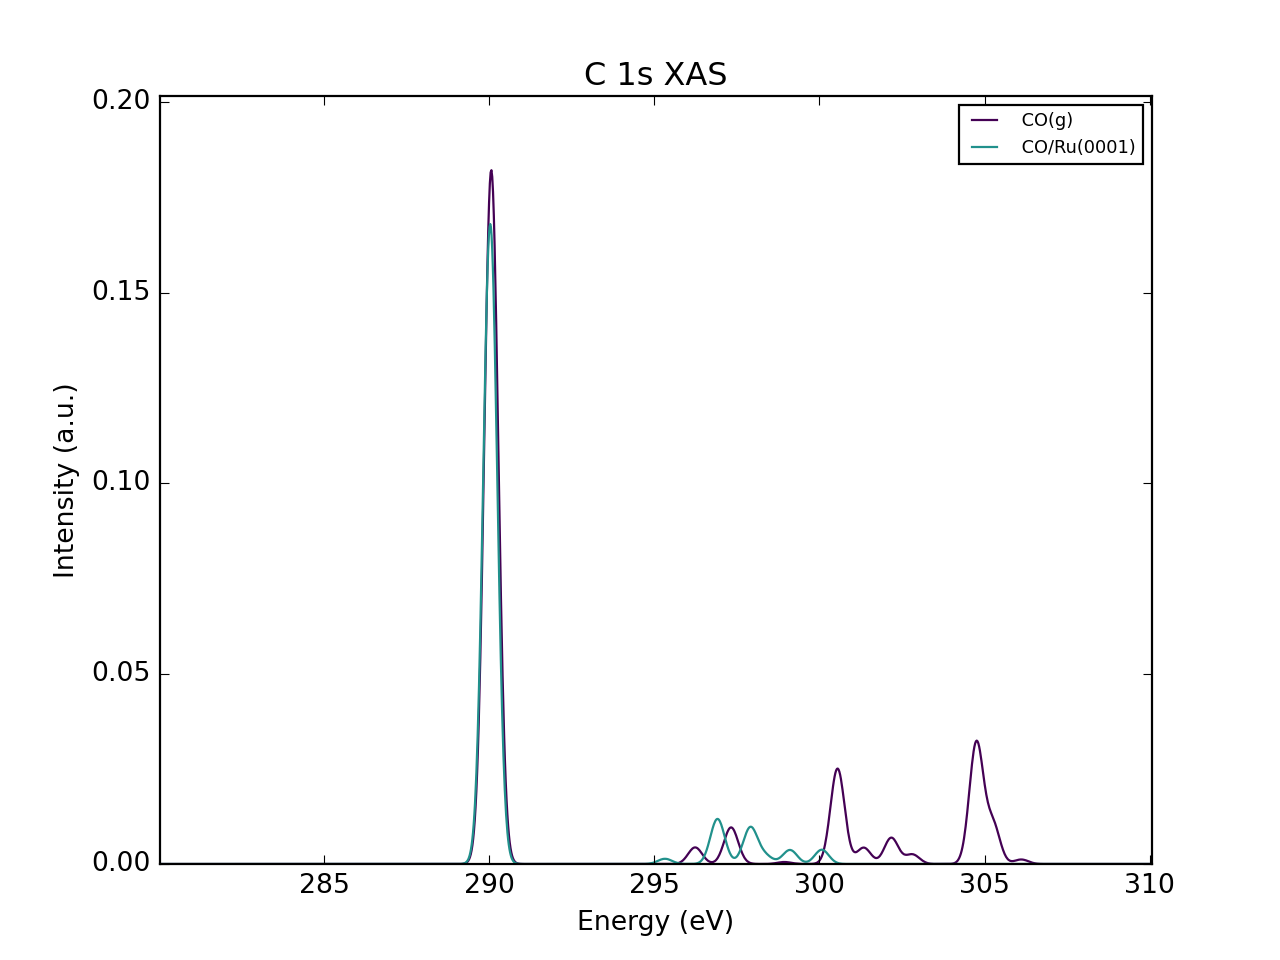 C 1s XAS
CO(g)
CO/Ru(0001)
0.20
0.15
0.10
0.05
0.00
Intensity (a.u.)
285 290 295 300 305 310
Energy (eV)